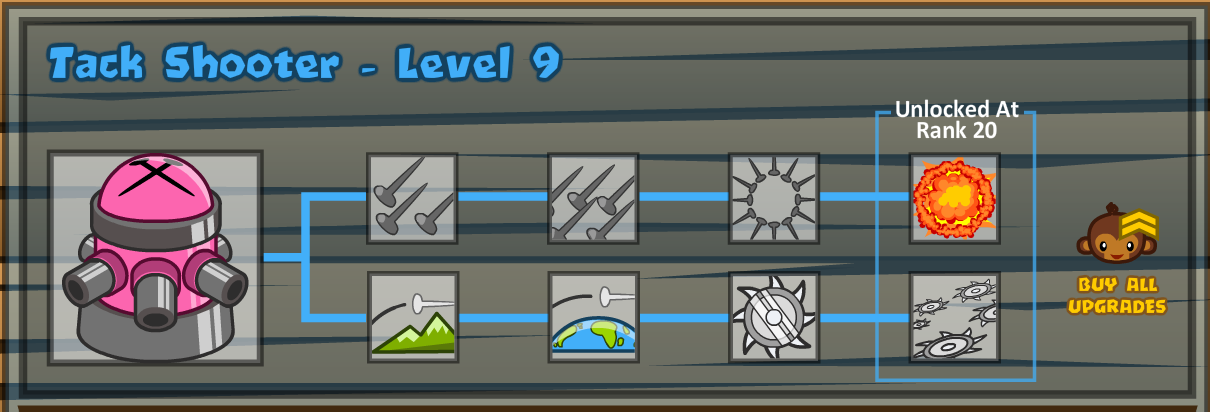 Tack Shooter - Level 9
Unlocked At
Rank 20
BUY ALL
UPGRADES